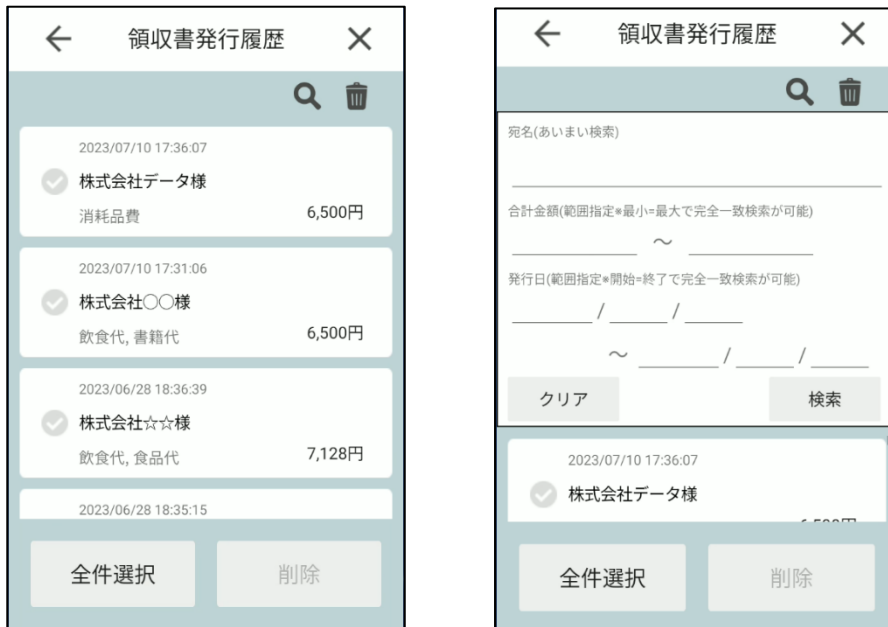 領収書発行履歴
2023/07/10 17:36:07
株式会社データ様
消耗品費 6,500円
2023/07/10 17:31:06
株式会社○○様
飲食代, 書籍代 6,500円
2023/06/28 18:36:39
株式会社☆☆様
飲食代, 食品代 7,128円
2023/06/28 18:35:15
全件選択 削除
領収書発行履歴
宛名(あいまい検索)
合計金額(範囲指定※最小=最大で完全一致検索が可能)
～
発行日(範囲指定※開始=終了で完全一致検索が可能)
/ /
～ / /
クリア 検索
2023/07/10 17:36:07
株式会社データ様
全件選択 削除